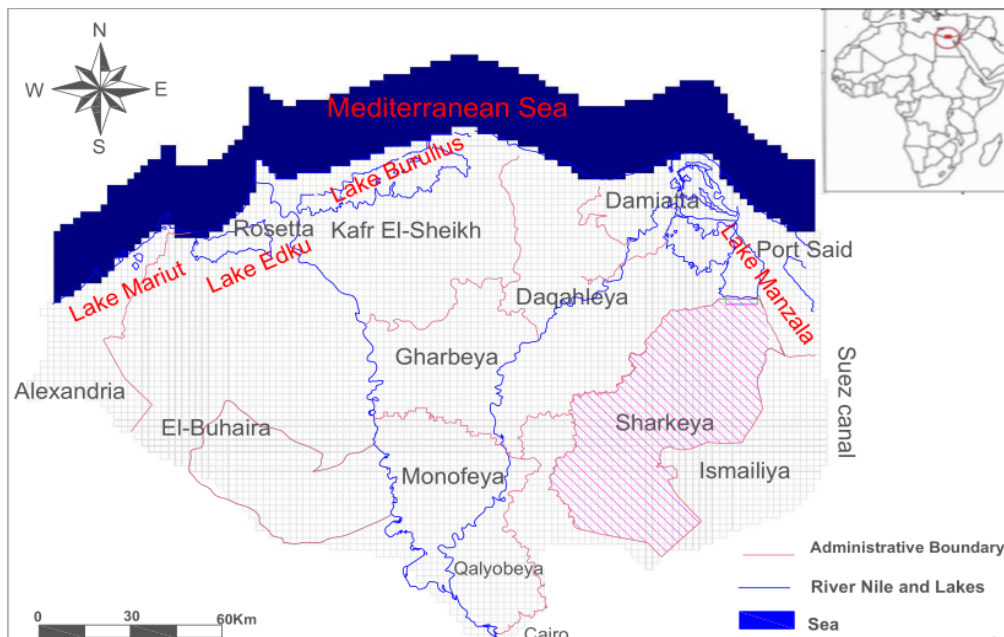 N
W
E
S
Mediterranean Sea
Lake Burullus
Damiatta
Rosetta
Kafr El-Sheikh
Port Said
Lake Edku
Lake Mariut
Lake Manzala
Daqahleya
Gharbeya
Suez canal
Alexandria
El-Buhaira
Sharkeya
Monofeya
Ismailiya
Qalyobeya
Cairo
Administrative Boundary
River Nile and Lakes
Sea
0 30 60Km